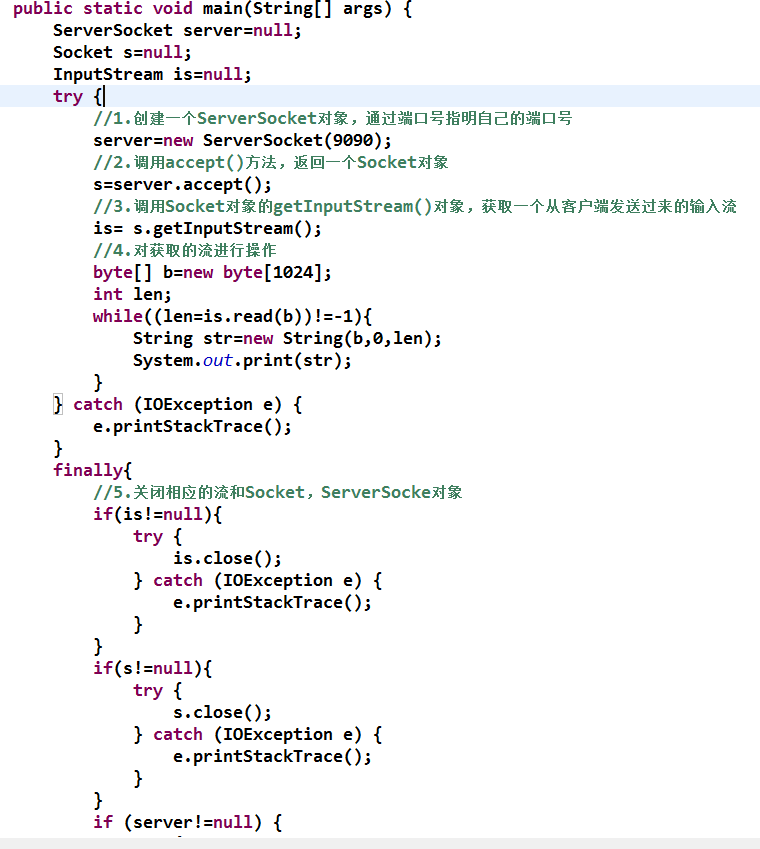 public static void main(String[] args) {
ServerSocket server=null;
Socket s=null;
InputStream is=null;
try {
//1.创建一个ServerSocket对象，通过端口号指明自己的端口号
server=new ServerSocket(9090);
//2.调用accept()方法，返回一个Socket对象
s=server.accept();
//3.调用Socket对象的getInputStream()对象，获取一个从客户端发送过来的输入流
is= s.getInputStream();
//4.对获取的流进行操作
byte[] b=new byte[1024];
int len;
while((len=is.read(b))!=-1){
String str=new String(b,0,len);
System.out.print(str);
}
} catch (IOException e) {
e.printStackTrace();
}
finally{
//5.关闭相应的流和Socket，ServerSocke对象
if(is!=null){
try {
is.close();
} catch (IOException e) {
e.printStackTrace();
}
}
if(s!=null){
try {
s.close();
} catch (IOException e) {
e.printStackTrace();
}
}
if (server!=null) {